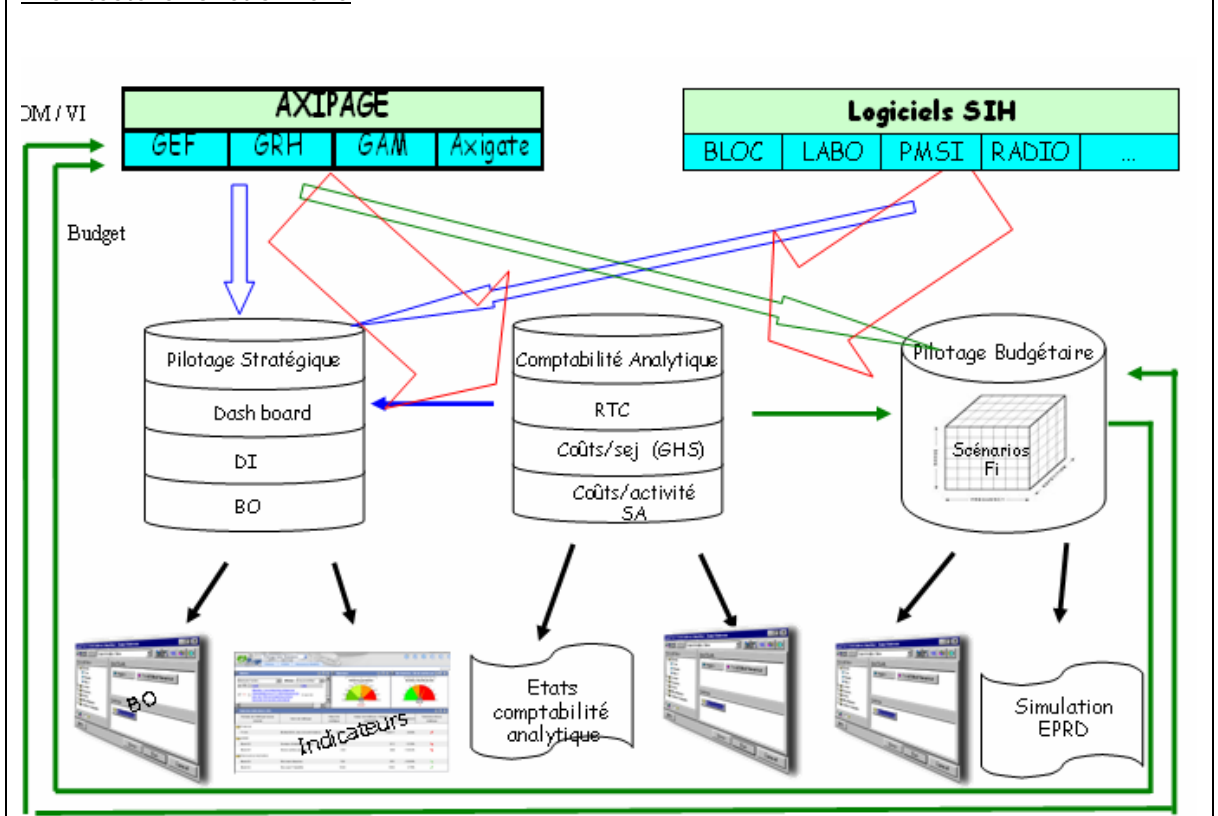 DM / VI
AXIPAGE
Logiciels SIH
GEF GRH GAM Axigate
BLOC LABO PMSI RADIO ...
Budget
Pilotage Stratégique
Comptabilité Analytique
Pilotage Budgétaire
Dash board
RTC
DI
Coûts/sej (GHS)
Scénarios
Fi
BO
Coûts/activité
SA
BO
Indicateurs
Etats
comptabilité
analytique
Simulation
EPRD